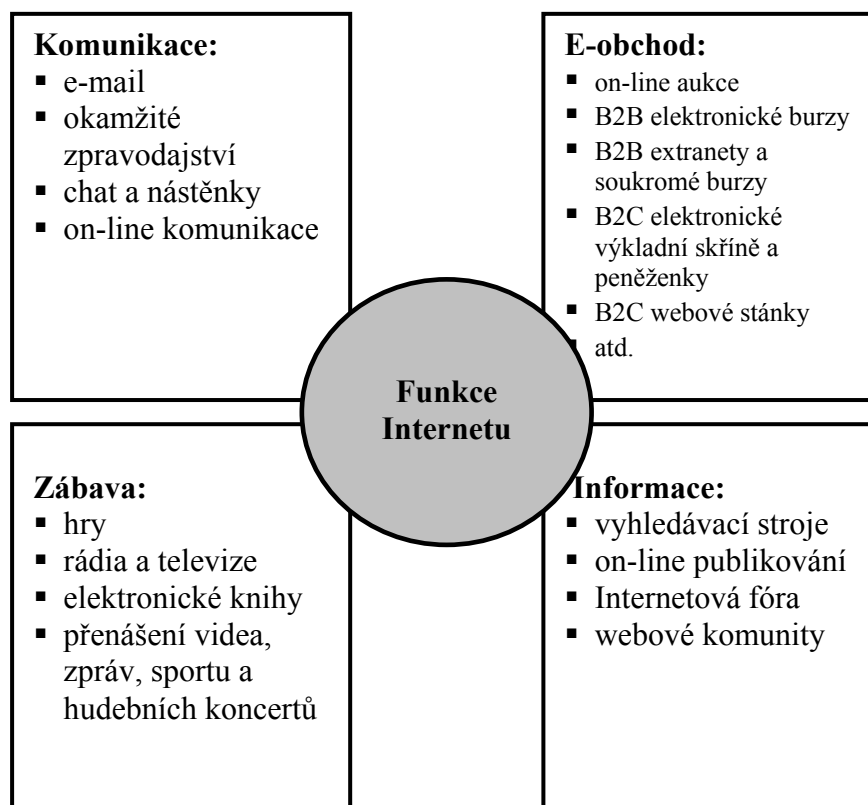 Komunikace:
▪ e-mail
▪ okamžité
zpravodajství
▪ chat a nástěnky
▪ on-line komunikace
E-obchod:
▪ on-line aukce
▪ B2B elektronické burzy
▪ B2B extranety a
soukromé burzy
▪ B2C elektronické
výkladní skříně a
peněženky
▪ B2C webové stánky
▪ atd.
Funkce
Internetu
Zábava:
▪ hry
▪ rádia a televize
▪ elektronické knihy
▪ přenášení videa,
zpráv, sportu a
hudebních koncertů
Informace:
▪ vyhledávací stroje
▪ on-line publikování
▪ Internetová fóra
▪ webové komunity